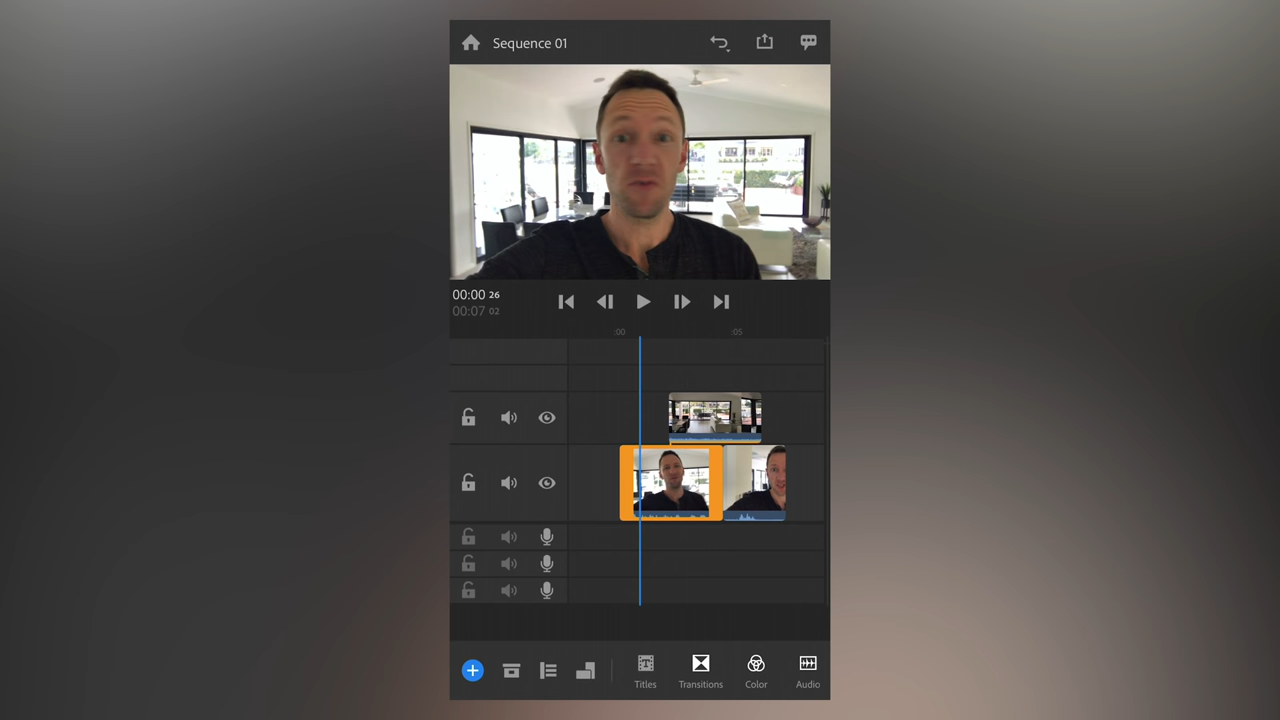 Sequence 01
00:00 26
00:07 02
:00 :05
Titles Transitions Color Audio